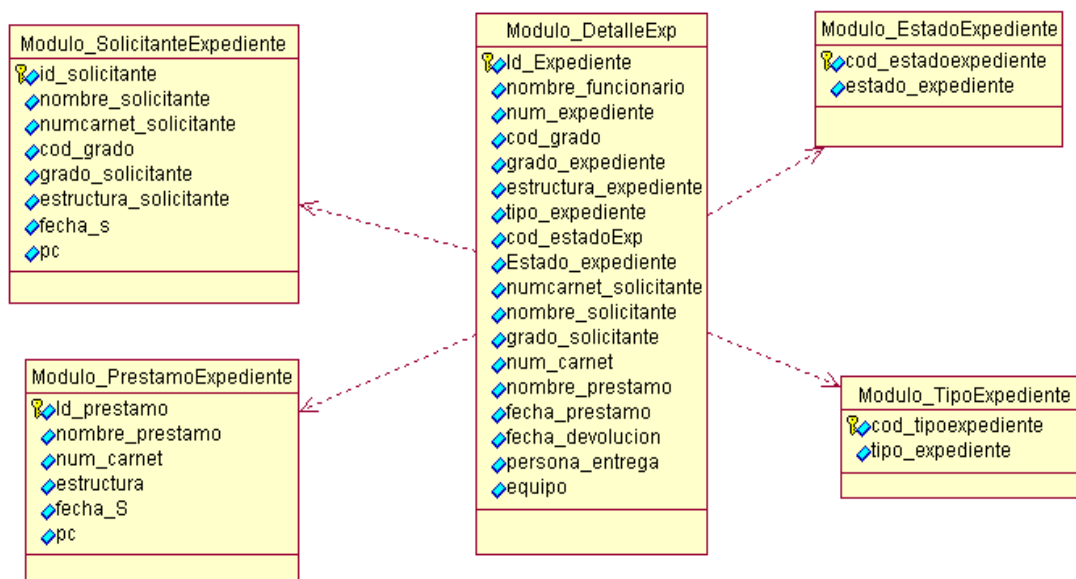 Modulo_SolicitanteExpediente
id_solicitante
nombre_solicitante
numcarnet_solicitante
cod_grado
grado_solicitante
estructura_solicitante
fecha_s
pc
Modulo_PrestamoExpediente
Id_prestamo
nombre_prestamo
num_carnet
estructura
fecha_S
pc
Modulo_DetalleExp
Id_Expediente
nombre_funcionario
num_expediente
cod_grado
grado_expediente
estructura_expediente
tipo_expediente
cod_estadoExp
Estado_expediente
numcarnet_solicitante
nombre_solicitante
grado_solicitante
num_carnet
nombre_prestamo
fecha_prestamo
fecha_devolucion
persona_entrega
equipo
Modulo_EstadoExpediente
cod_estadoexpediente
estado_expediente
Modulo_TipoExpediente
cod_tipoexpediente
tipo_expediente